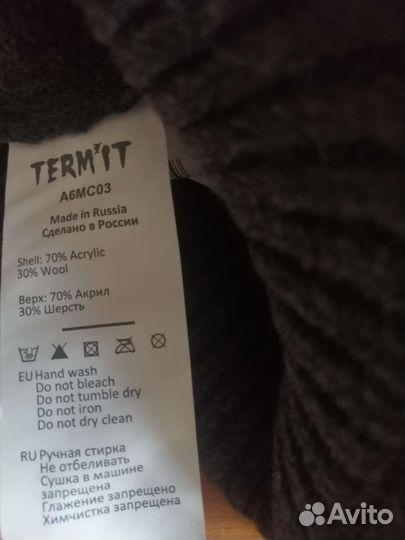 TERMIT
A6MC03
Made in Russia
Сделано в России
Shell: 70% Acrylic
30% Wool
Верх: 70% Акрил
30% Шерсть
EU Hand wash
Do not bleach
Do not tumble dry
Do not iron
Do not dry clean
RU Ручная стирка
Не отбеливать
Сушка в машине
запрещена
Глажение запрещено
Химчистка запрещена
Avito